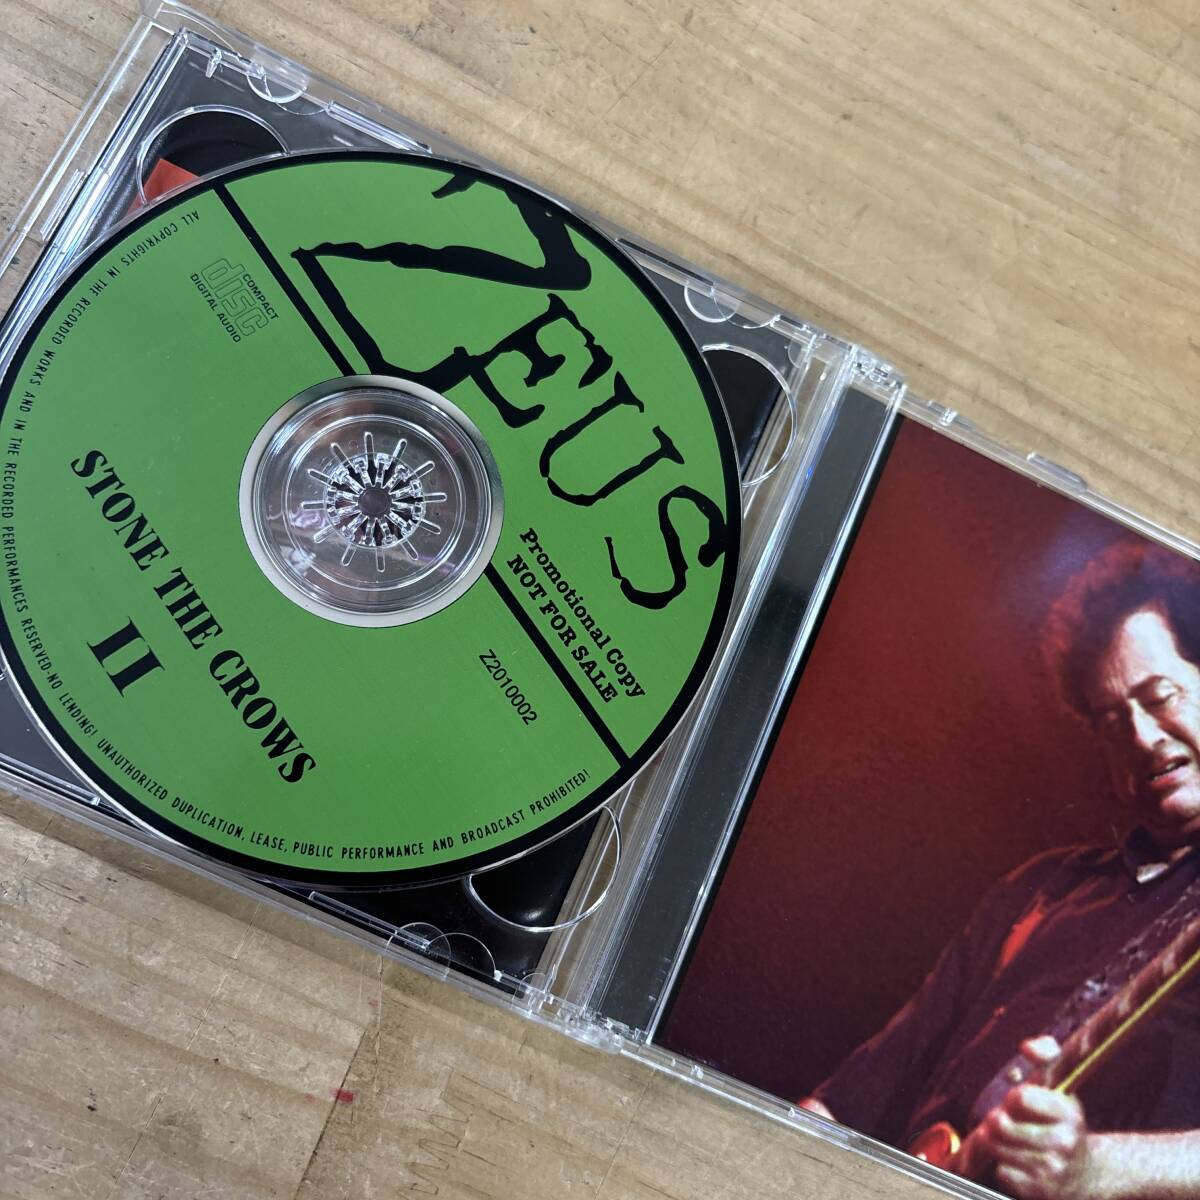 ZEUS
COMPACT
disc
DIGITAL AUDIO
Promotional Copy
NOT FOR SALE
Z2010002
STONE THE CROWS
II
ALL COPYRIGHTS IN THE RECORDED WORKS AND IN THE RECORDED PERFORMANCES RESERVED-NO LENDING! UNAUTHORIZED DUPLICATION, LEASE, PUBLIC PERFORMANCE AND BROADCAST PROHIBITED!